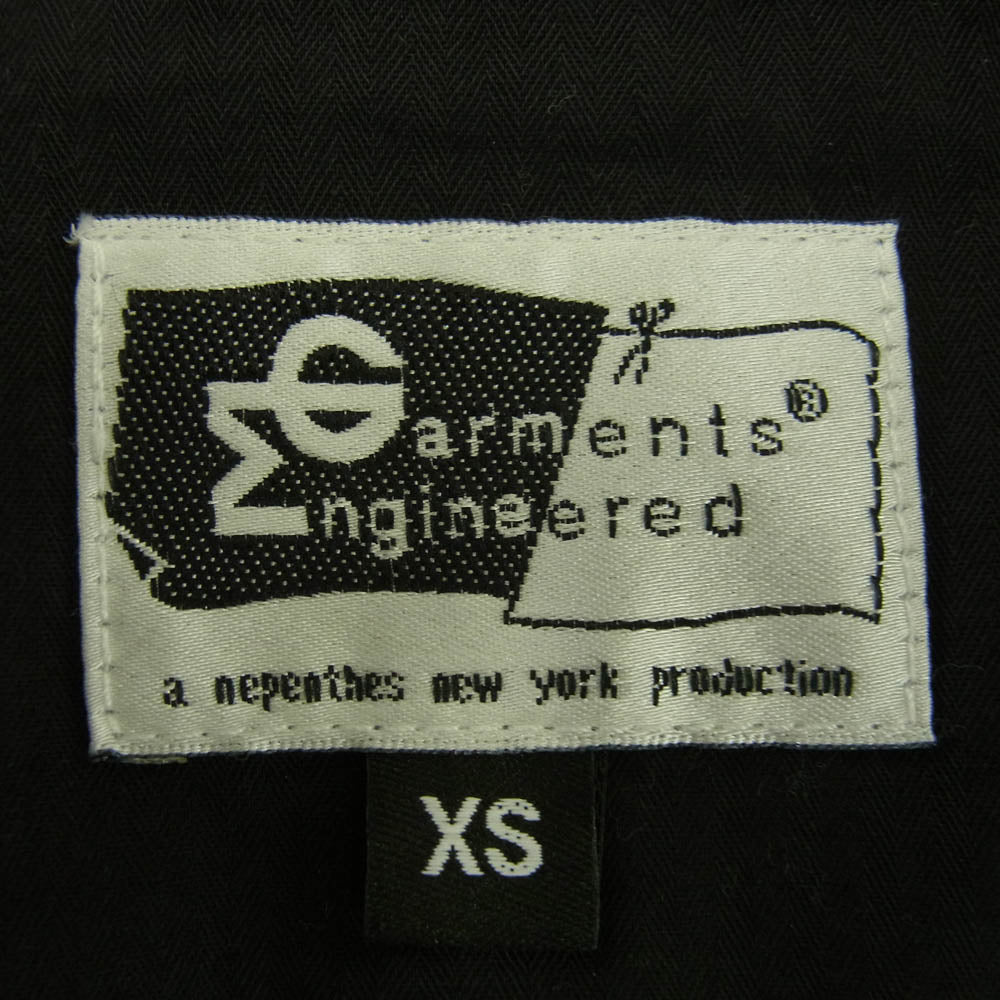 Garments®
Engineered
a nepenthes new york production
XS